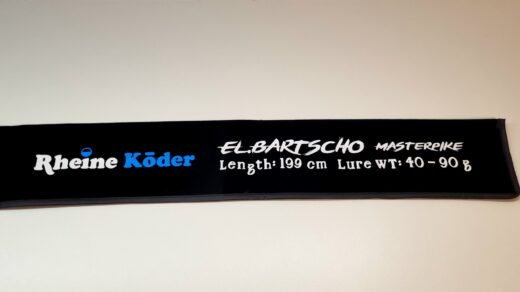 Rheine Köder
EL.BARTSCHO MASTERPIKE
Length: 199 cm Lure WT: 40 - 90 g